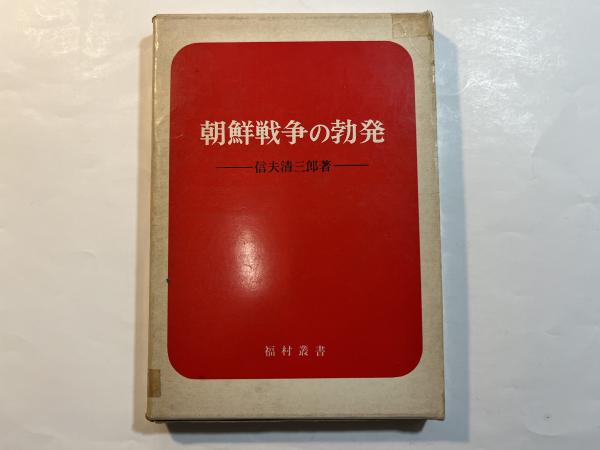 朝鮮戦争の勃発
信夫清三郎著
福村叢書